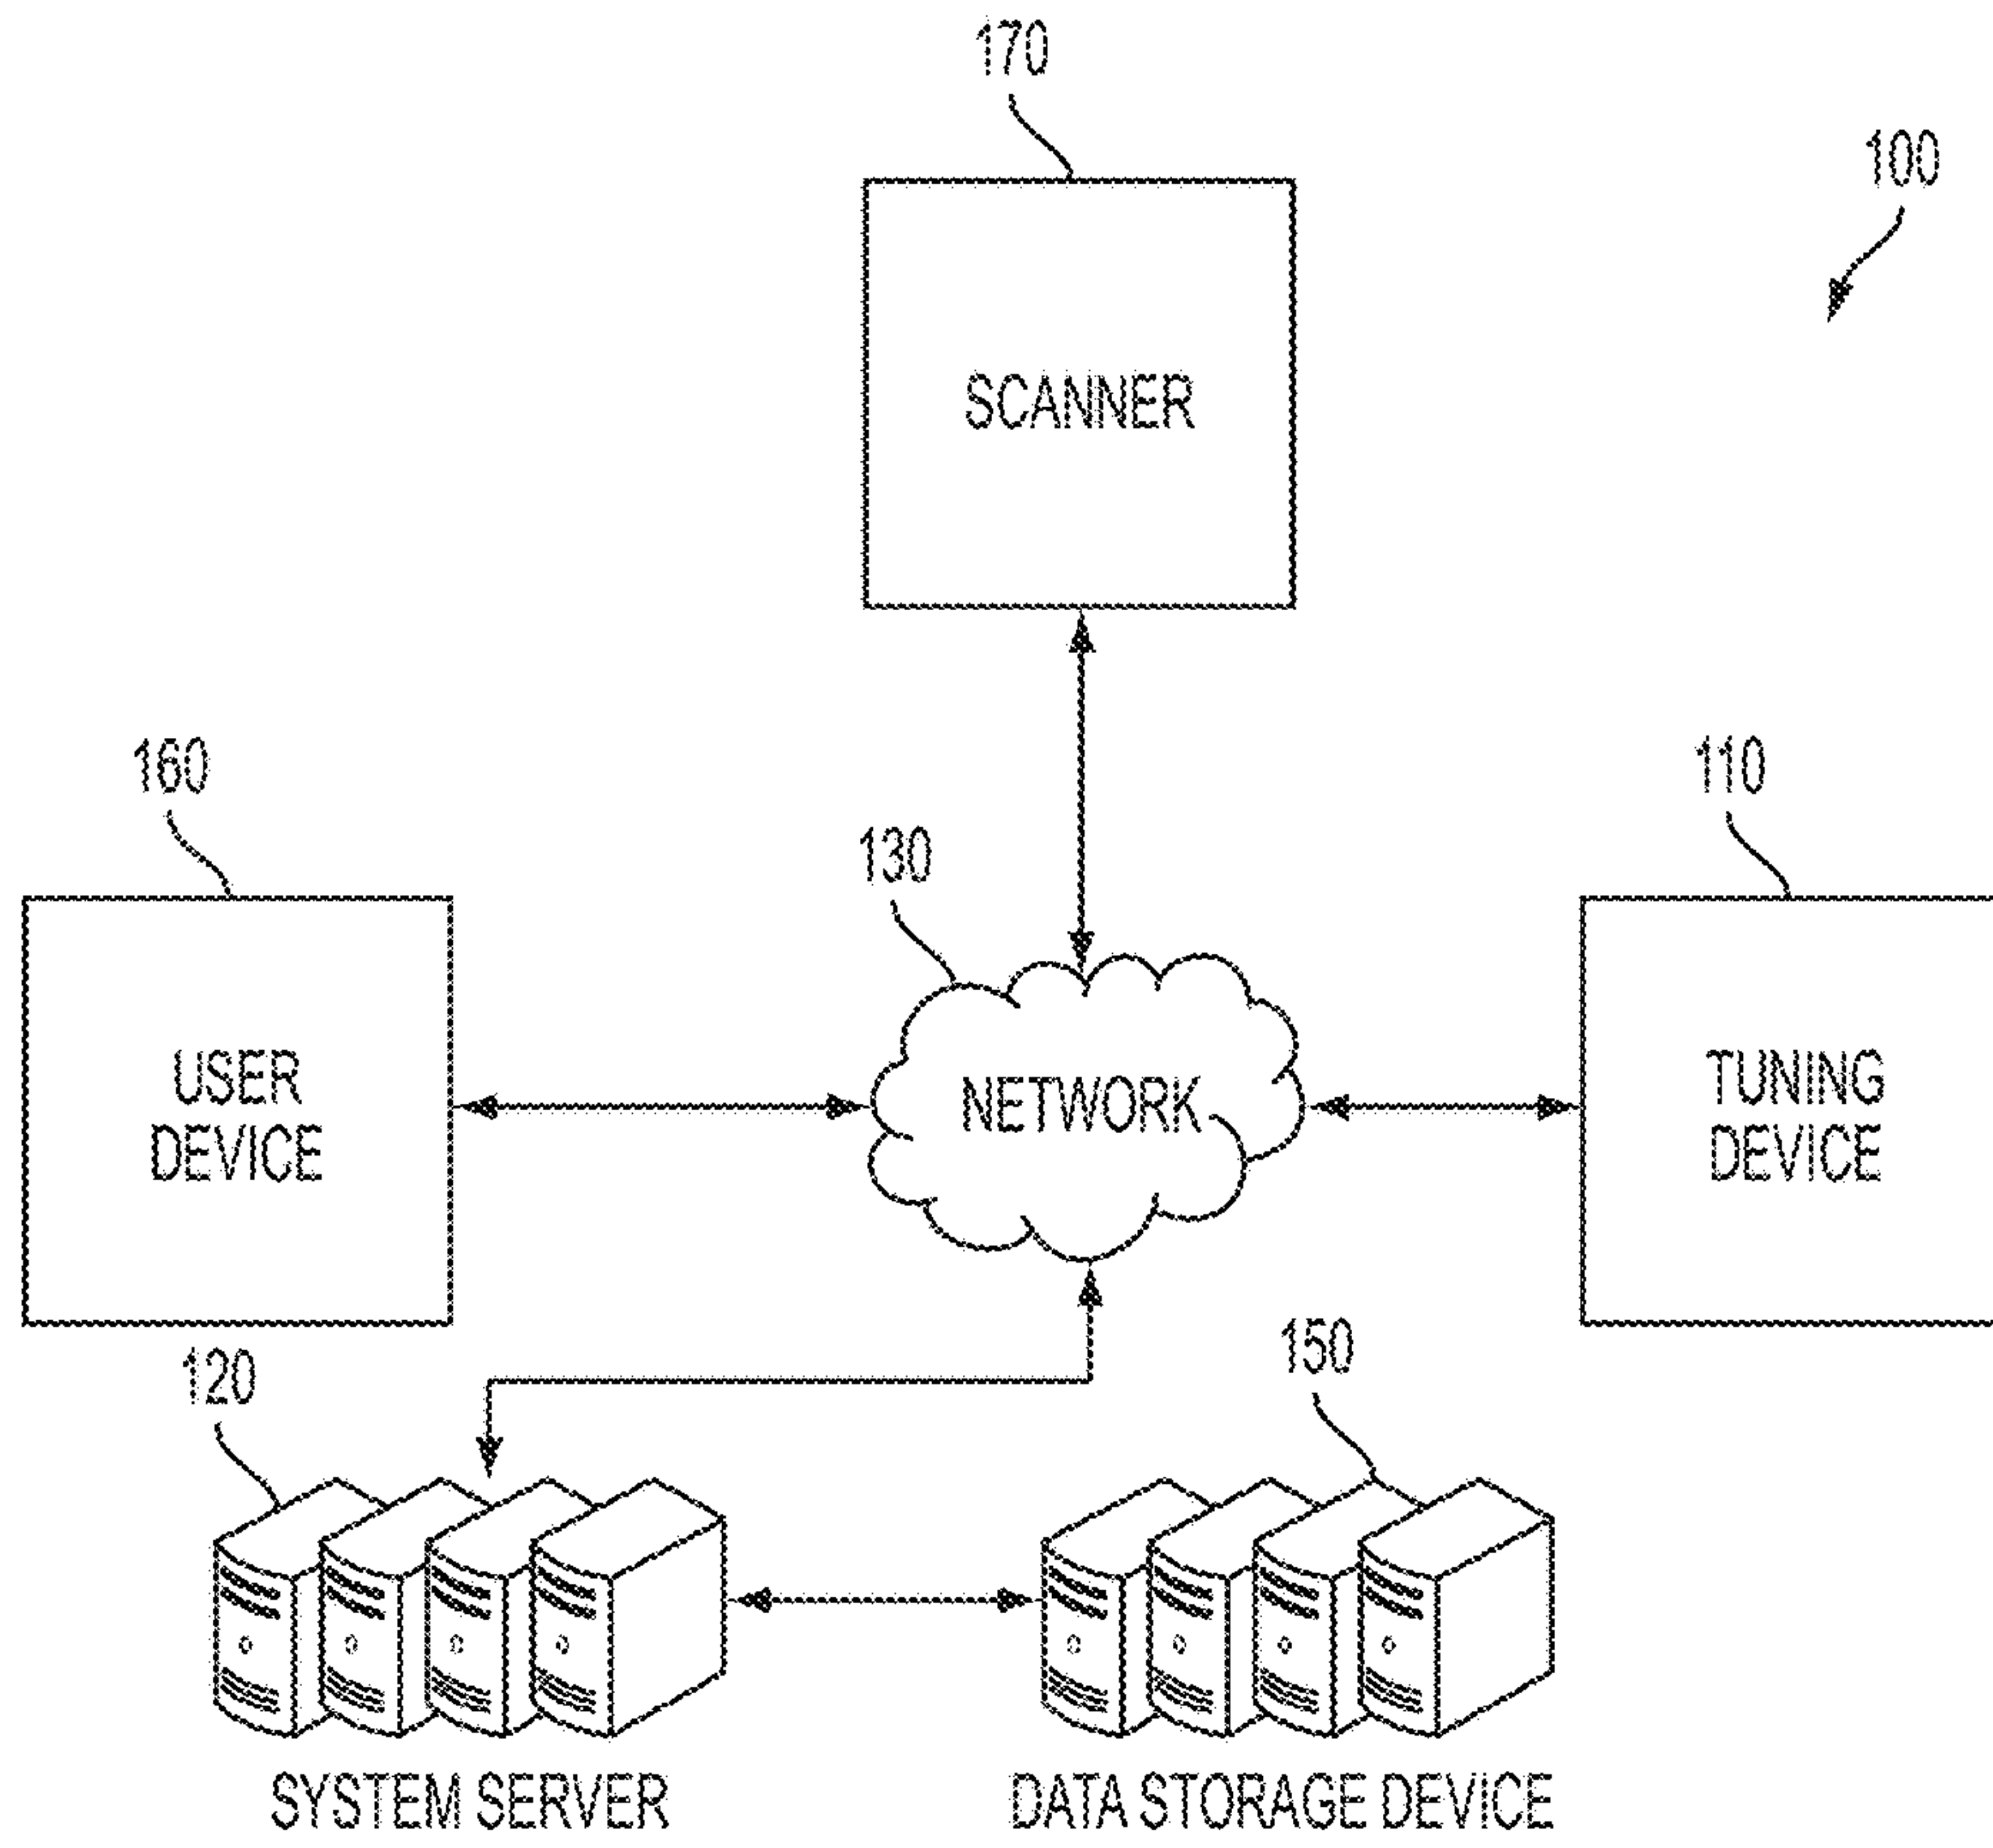 170
100
SCANNER
160
110
130
USER
DEVICE
NETWORK
TUNING
DEVICE
120
150
SYSTEM SERVER
DATA STORAGE DEVICE